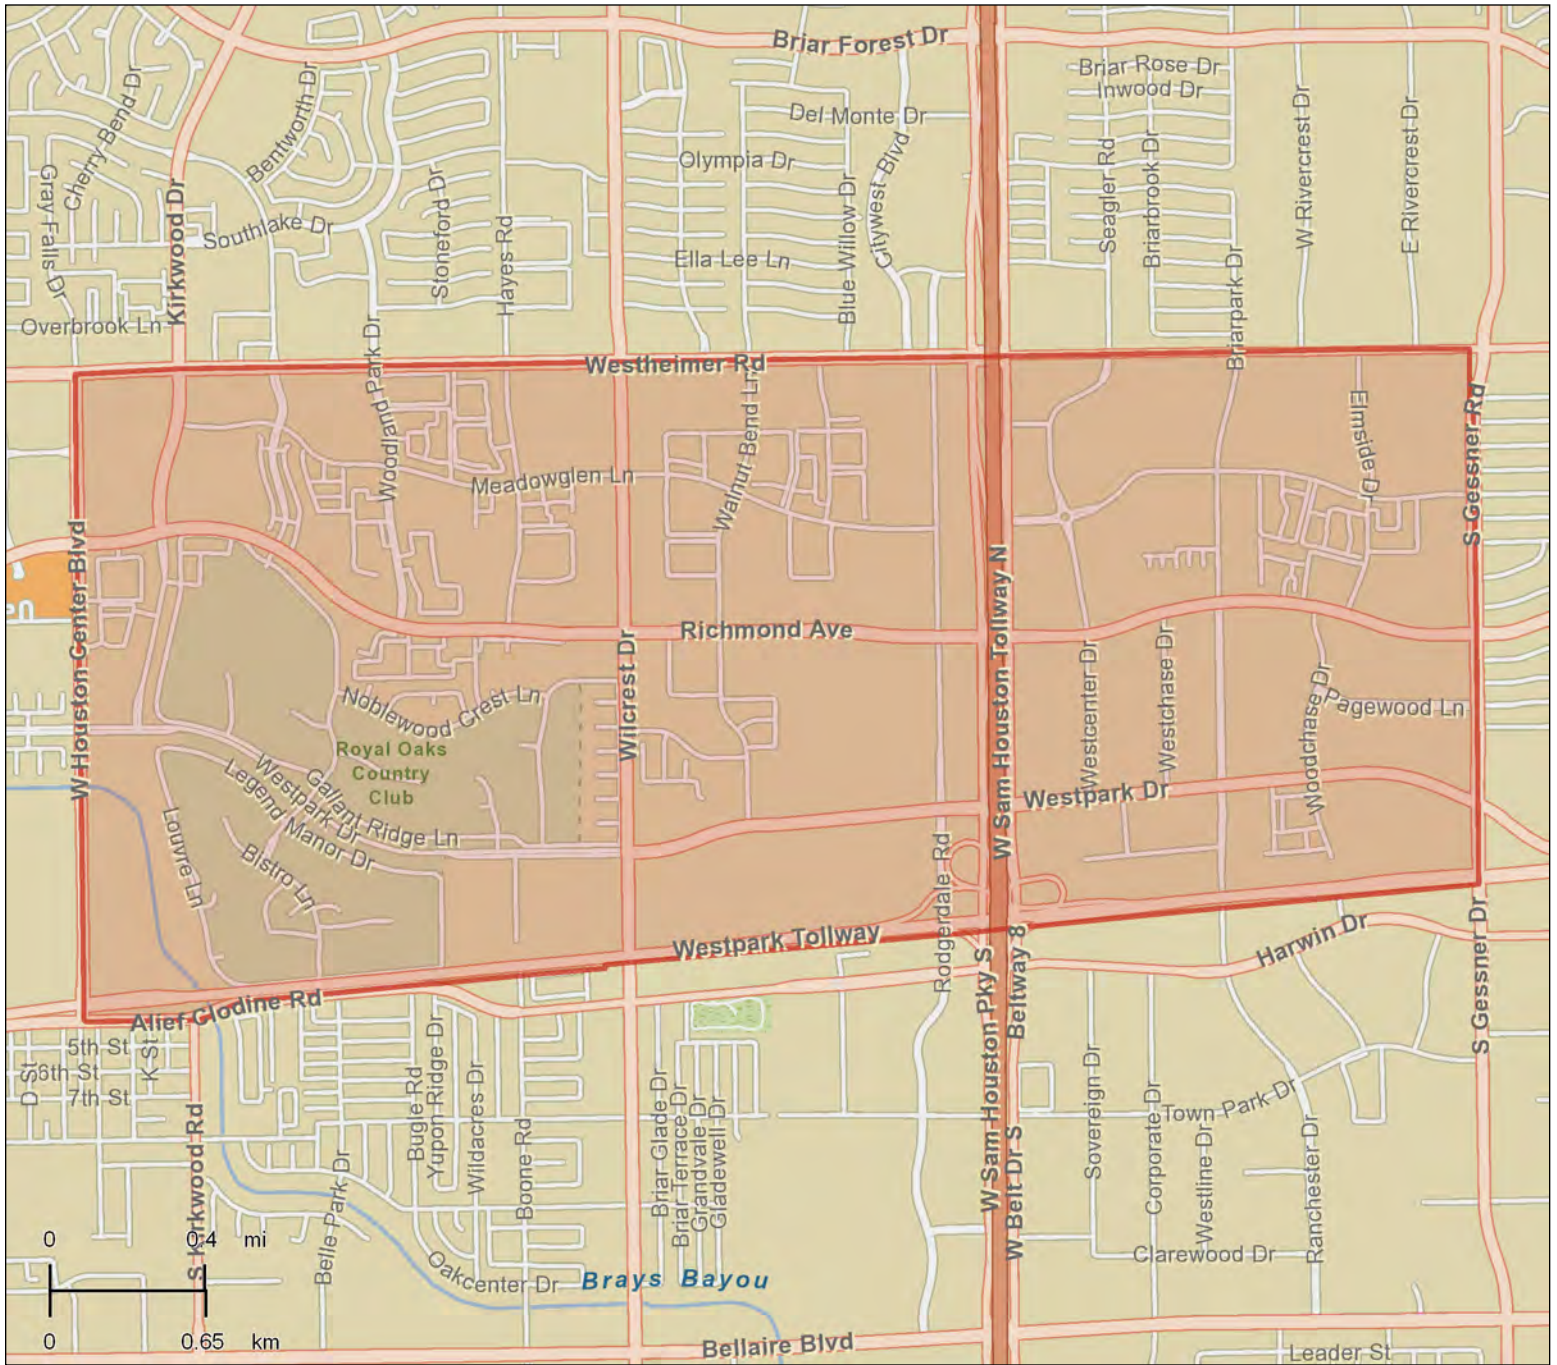 Briar Forest Dr
Briar Rose Dr
Inwood Dr
Cherry Bend Dr
Bentworth Dr
Del Monte Dr
Olympia Dr
Citywest Blvd
Seagler Rd
Briarbrook Dr
W Rivercrest Dr
E Rivercrest Dr
Gray Falls Dr
Kirkwood Dr
Southlake Dr
Stoneford Dr
Hayes Rd
Ella Lee Ln
Blue Willow Dr
Briarpark Dr
Overbrook Ln
Westheimer Rd
Woodland Park Dr
Walnut Bend Ln
Elmside Dr
S Gessner Rd
Meadowglen Ln
W Houston Center Blvd
W Sam Houston Tollway N
Richmond Ave
Wilcrest Dr
Noblewood Crest Ln
Westcenter Dr
Westchase Dr
Woodchase Dr
Pagewood Ln
Royal Oaks
Country
Club
Gallant Ridge Ln
Westpark Dr
Legend Manor Dr
Westpark Dr
Louvre Ln
Bistro Ln
Rodgerdale Rd
Westpark Tollway
Harwin Dr
S Gessner Dr
Alief Clodine Rd
W Sam Houston Pky S
Beltway 8
5th St
K St
D St
6th St
7th St
Bugle Rd
Yupon Ridge Dr
Wildacres Dr
Boone Rd
Briar Glade Dr
Briar Terrace Dr
Grandvale Dr
Gladewell Dr
Sovereign Dr
Corporate Dr
Town Park Dr
Westline Dr
Ranchester Dr
S Kirkwood Rd
Belle Park Dr
W Belt Dr S
Clarewood Dr
Oakcenter Dr
Brays Bayou
0 0.4 mi
0 0.65 km
Bellaire Blvd
Leader St